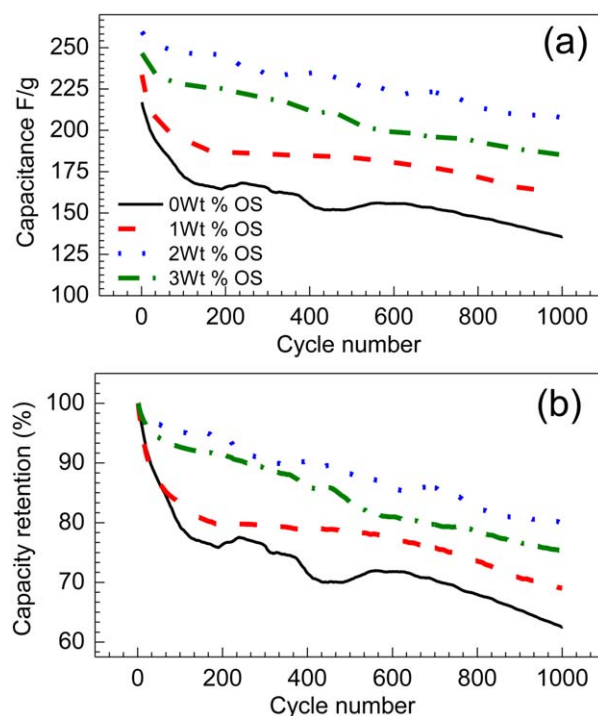 (a)
Capacitance F/g
250
225
200
175
150
125
100
0Wt % OS
1Wt % OS
2Wt % OS
3Wt % OS
0 200 400 600 800 1000
Cycle number
(b)
Capacity retention (%)
100
90
80
70
60
0 200 400 600 800 1000
Cycle number